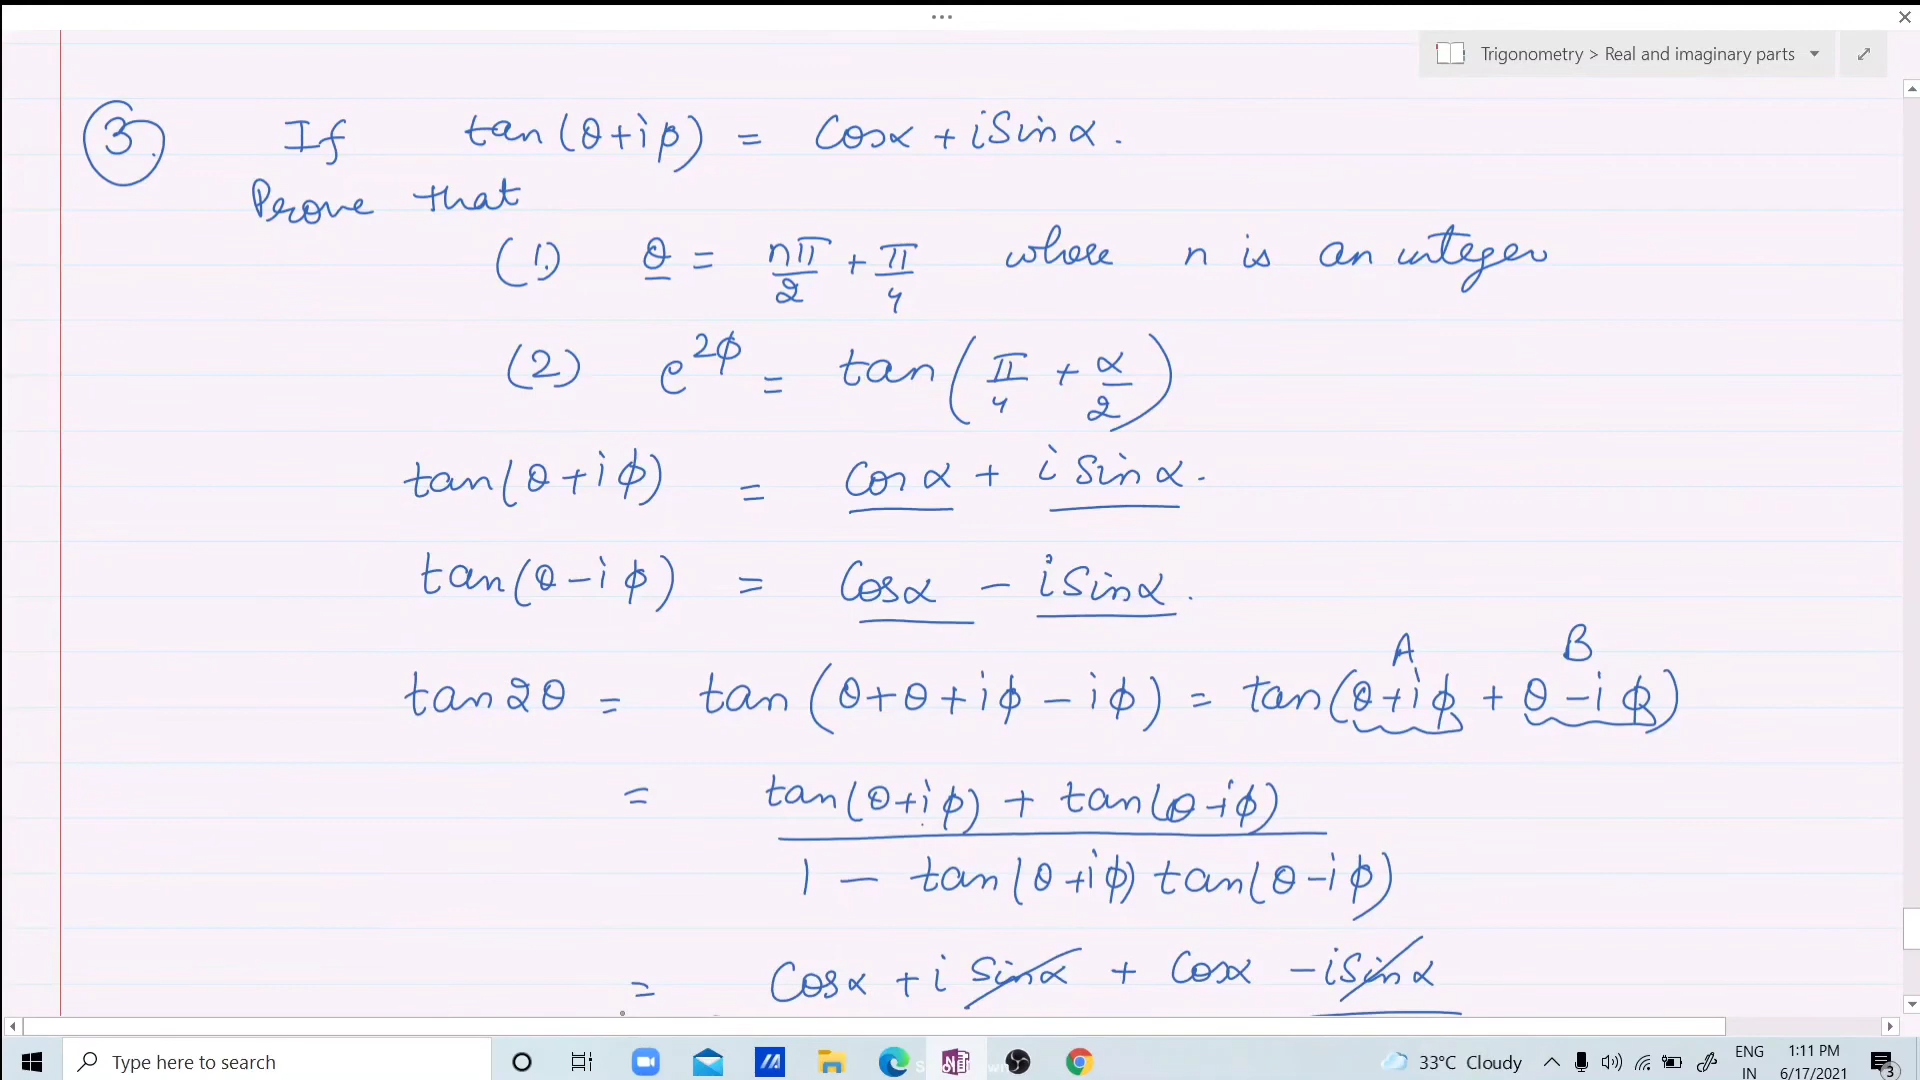 ...
Trigonometry > Real and imaginary parts
3. If tan(θ+iφ) = Cosα + iSinα.
Prove that
(1.) θ = nπ/2 + π/4 where n is an integer
(2) e^2φ = tan(π/4 + α/2)
tan(θ+iφ) = Cosα + iSinα.
tan(θ-iφ) = Cosα - iSinα.
A B
tan2θ = tan(θ+θ+iφ-iφ) = tan(θ+iφ + θ-iφ)
= tan(θ+iφ) + tan(θ-iφ)
1 - tan(θ+iφ) tan(θ-iφ)
= Cosα + i Sinα + Cosα - iSinα
Type here to search
33°C Cloudy
ENG
IN
1:11 PM
6/17/2021
3